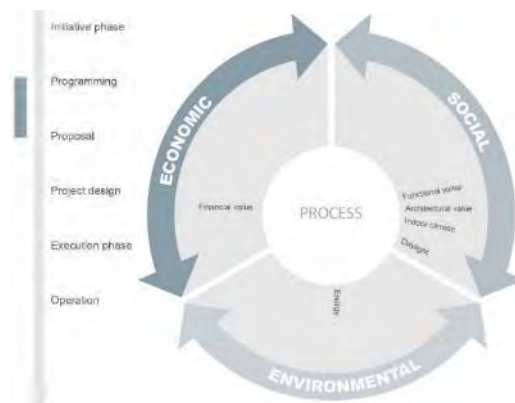 Initiative phase
Programming
Proposal
Project design
Execution phase
Operation
ECONOMIC
SOCIAL
ENVIRONMENTAL
PROCESS
Financial value
Functional value
Architectural value
Indoor climate
Daylight
Energy